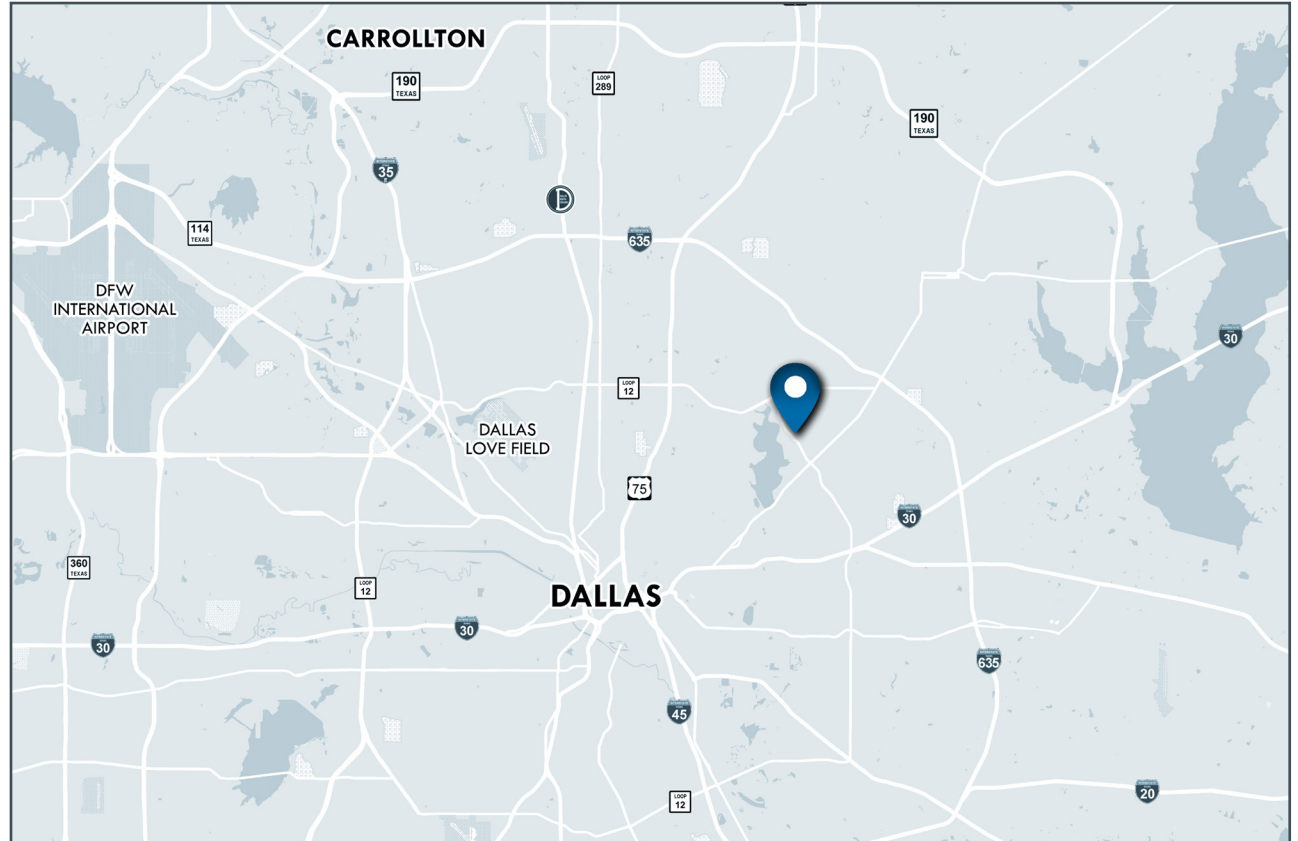 CARROLLTON
190
TEXAS
LOOP
289
190
TEXAS
35
114
TEXAS
635
DFW
INTERNATIONAL
AIRPORT
30
LOOP
12
DALLAS
LOVE FIELD
75
30
360
TEXAS
LOOP
12
DALLAS
30
30
635
45
20
LOOP
12